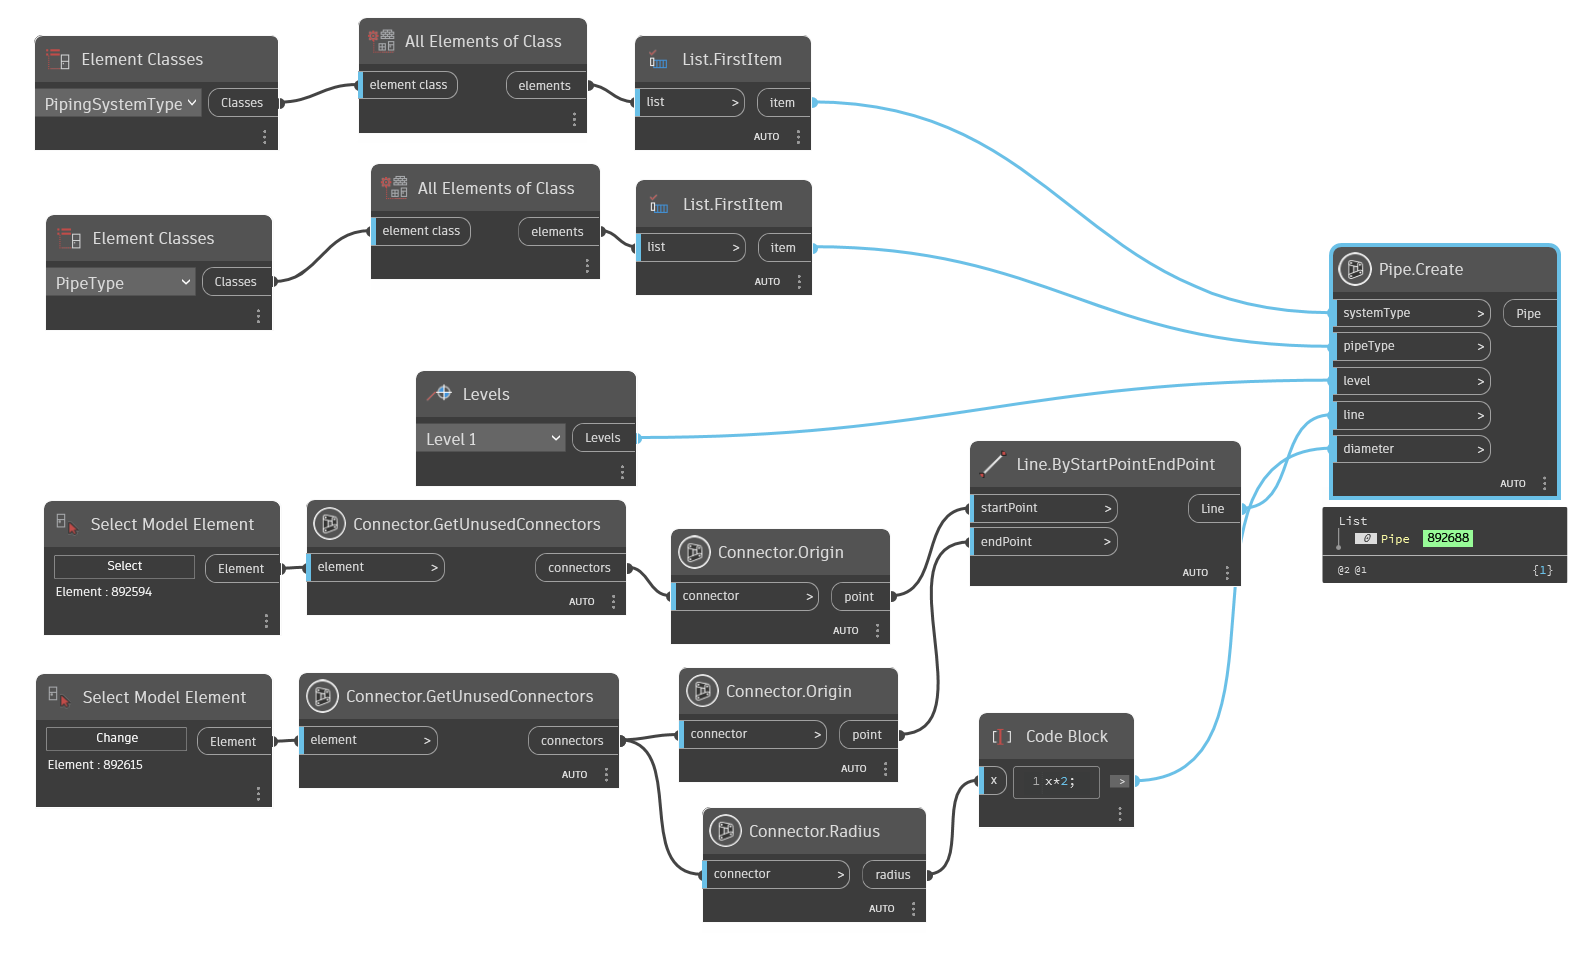 Element Classes
PipingSystemType
Classes
All Elements of Class
element class
elements
List.FirstItem
list >
item
AUTO
Element Classes
PipeType
Classes
All Elements of Class
element class
elements
List.FirstItem
list >
item
AUTO
Levels
Level 1
Levels
Select Model Element
Select
Element
Element : 892594
Connector.GetUnusedConnectors
element >
connectors
AUTO
Connector.Origin
connector >
point
AUTO
Select Model Element
Change
Element
Element : 892615
Connector.GetUnusedConnectors
element >
connectors
AUTO
Connector.Origin
connector >
point
AUTO
Connector.Radius
connector >
radius
AUTO
Line.ByStartPointEndPoint
startPoint >
Line
endPoint >
AUTO
[ ] Code Block
x
1 x*2;
>
Pipe.Create
systemType >
Pipe
pipeType >
level >
line >
diameter >
AUTO
List
0 Pipe 892688
@2 @1
{1}